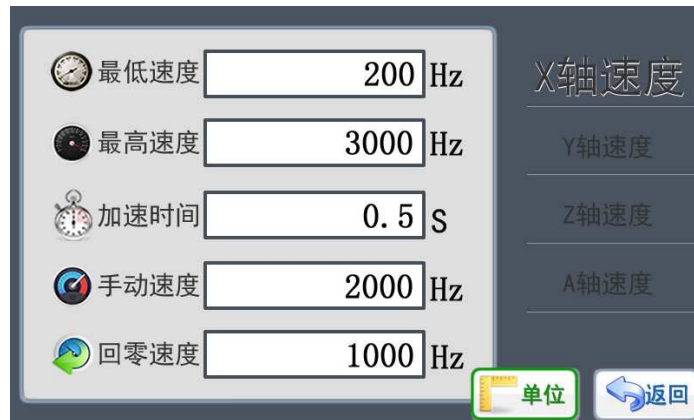 最低速度 200 Hz
最高速度 3000 Hz
加速时间 0.5 S
手动速度 2000 Hz
回零速度 1000 Hz
X轴速度
Y轴速度
Z轴速度
A轴速度
单位
返回